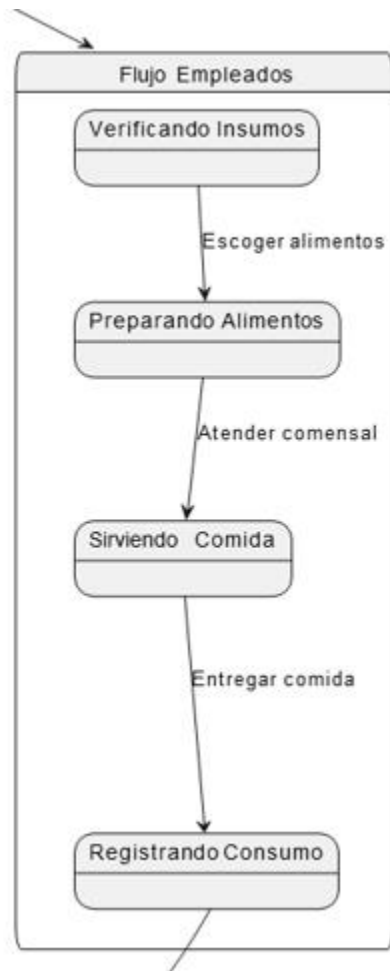 Flujo Empleados
Verificando Insumos
Escoger alimentos
Preparando Alimentos
Atender comensal
Sirviendo Comida
Entregar comida
Registrando Consumo